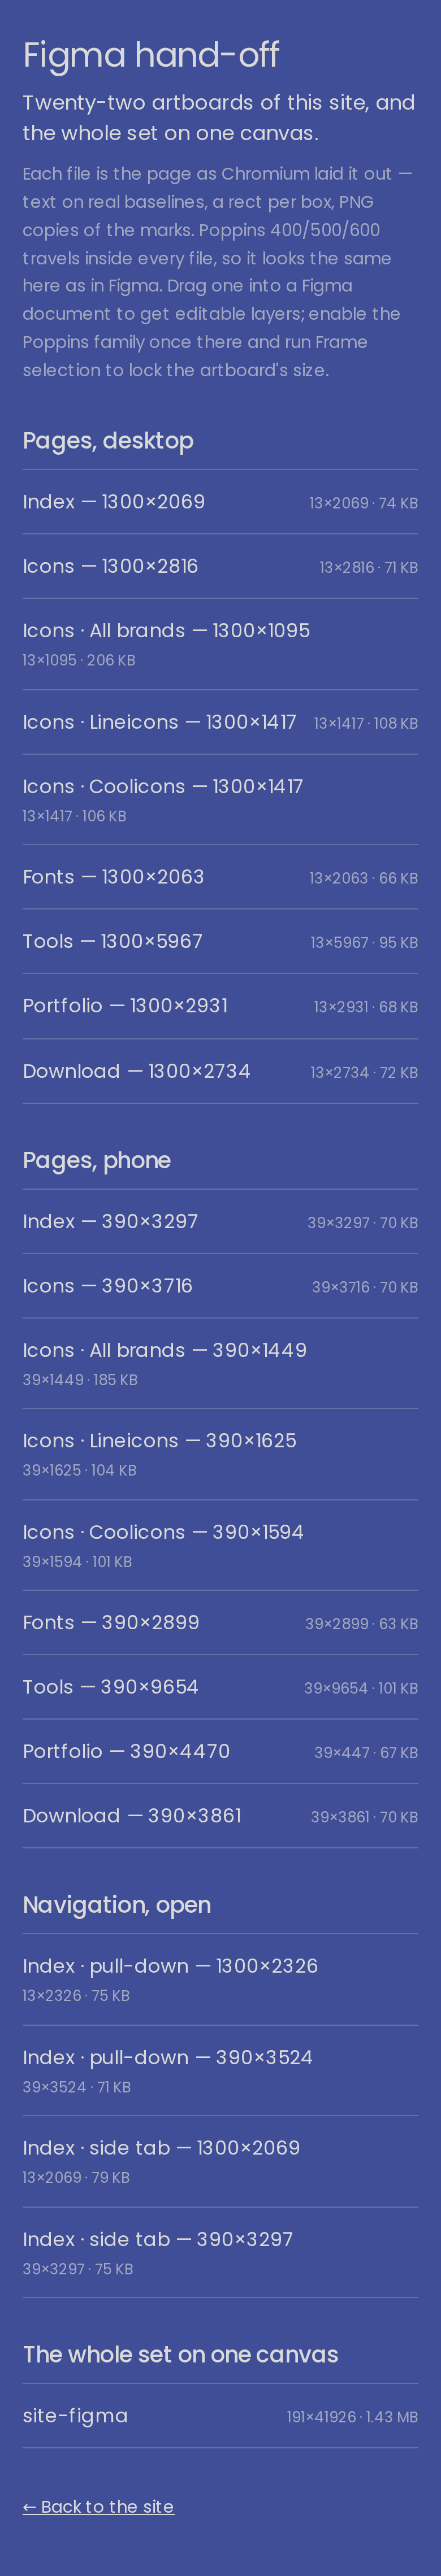 Figma hand-off
Twenty-two artboards of this site, and
the whole set on one canvas.
Each file is the page as Chromium laid it out —
text on real baselines, a rect per box, PNG
copies of the marks. Poppins 400/500/600
travels inside every file, so it looks the same
here as in Figma. Drag one into a Figma
document to get editable layers; enable the
Poppins family once there and run Frame
selection to lock the artboard's size.
Pages, desktop
Index — 1300×2069 13×2069 · 74 KB
Icons — 1300×2816 13×2816 · 71 KB
Icons · All brands — 1300×1095
13×1095 · 206 KB
Icons · Lineicons — 1300×1417 13×1417 · 108 KB
Icons · Coolicons — 1300×1417
13×1417 · 106 KB
Fonts — 1300×2063 13×2063 · 66 KB
Tools — 1300×5967 13×5967 · 95 KB
Portfolio — 1300×2931 13×2931 · 68 KB
Download — 1300×2734 13×2734 · 72 KB
Pages, phone
Index — 390×3297 39×3297 · 70 KB
Icons — 390×3716 39×3716 · 70 KB
Icons · All brands — 390×1449
39×1449 · 185 KB
Icons · Lineicons — 390×1625
39×1625 · 104 KB
Icons · Coolicons — 390×1594
39×1594 · 101 KB
Fonts — 390×2899 39×2899 · 63 KB
Tools — 390×9654 39×9654 · 101 KB
Portfolio — 390×4470 39×447 · 67 KB
Download — 390×3861 39×3861 · 70 KB
Navigation, open
Index · pull-down — 1300×2326
13×2326 · 75 KB
Index · pull-down — 390×3524
39×3524 · 71 KB
Index · side tab — 1300×2069
13×2069 · 79 KB
Index · side tab — 390×3297
39×3297 · 75 KB
The whole set on one canvas
site-figma 191×41926 · 1.43 MB
← Back to the site